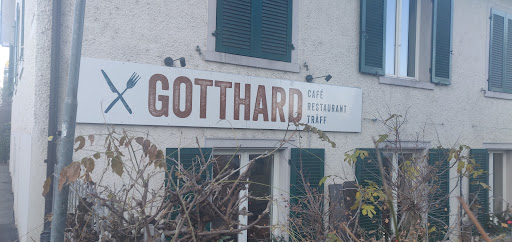 GOTTHARD
CAFÉ
RESTAURANT
TRÄFF